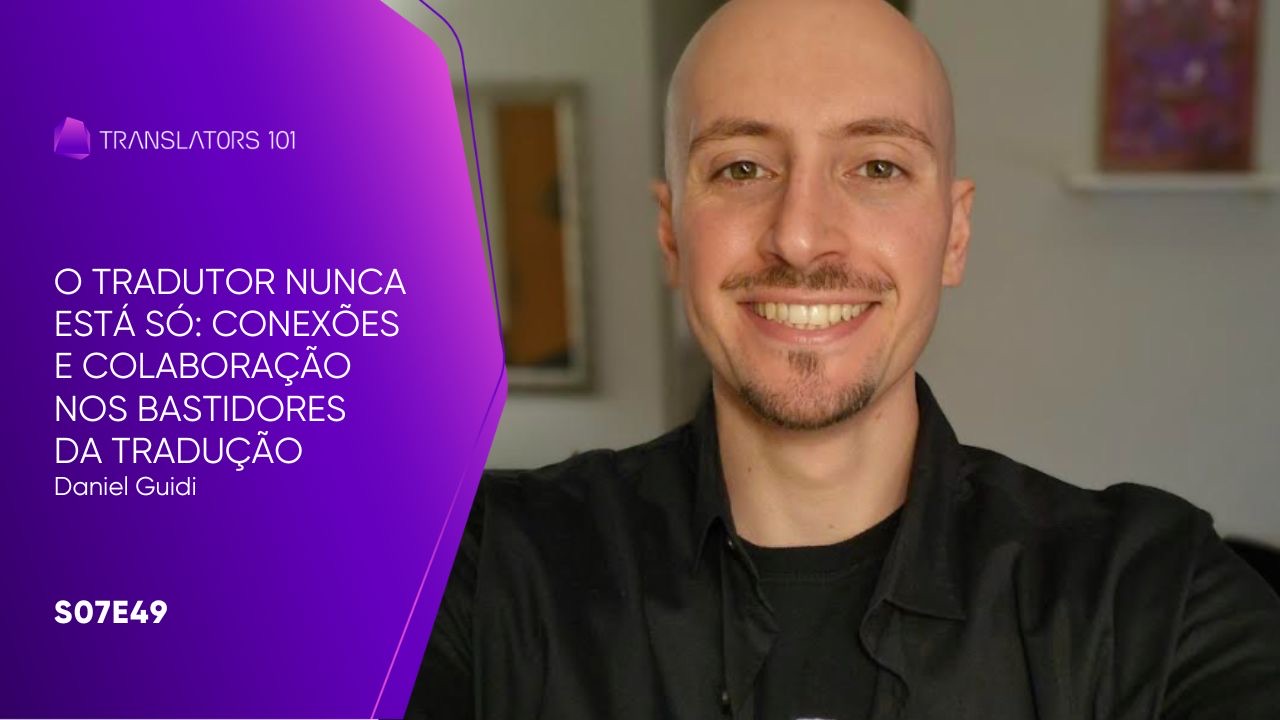 TRANSLATORS 101
O TRADUTOR NUNCA
ESTÁ SÓ: CONEXÕES
E COLABORAÇÃO
NOS BASTIDORES
DA TRADUÇÃO
Daniel Guidi
S07E49